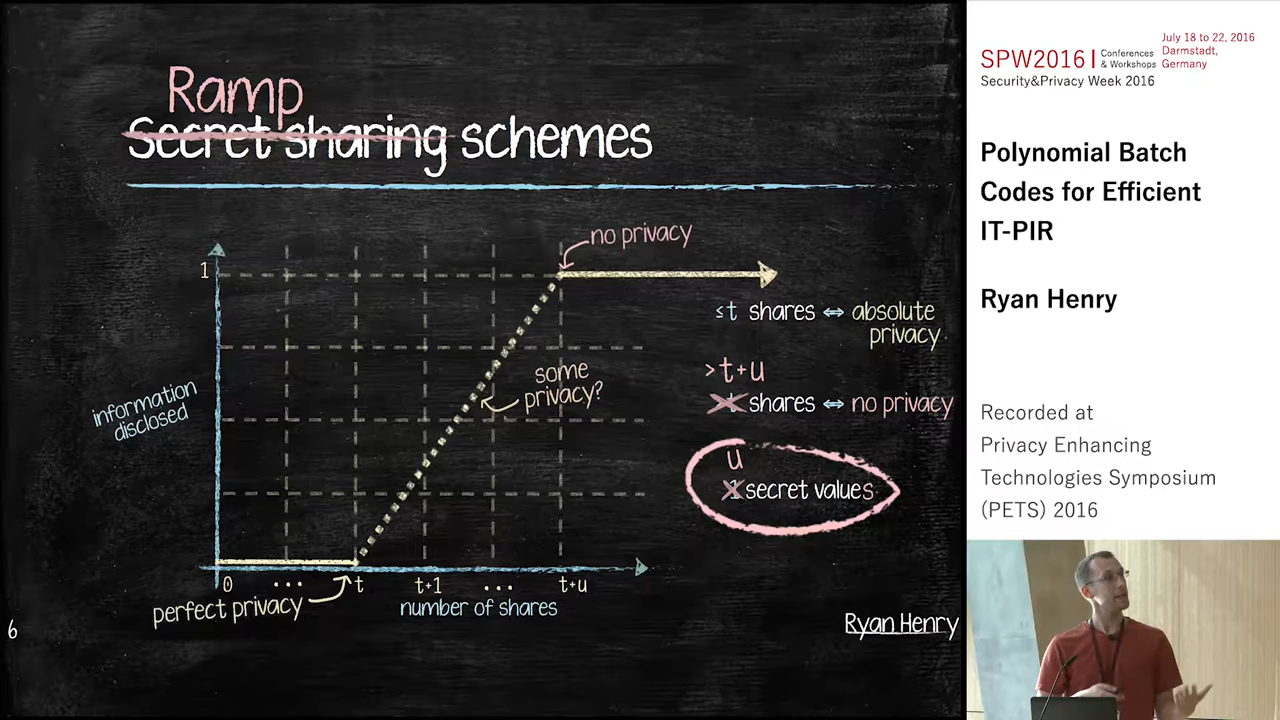 Ramp
Secret sharing schemes
no privacy
1
≤t shares ⇔ absolute
privacy
>t+u
t shares ⇔ no privacy
some
privacy?
information
disclosed
u
1 secret values
0 ... t t+1 ... t+u
perfect privacy
number of shares
6
Ryan Henry
SPW2016 | Conferences & Workshops
Security&Privacy Week 2016
July 18 to 22, 2016
Darmstadt,
Germany
Polynomial Batch
Codes for Efficient
IT-PIR
Ryan Henry
Recorded at
Privacy Enhancing
Technologies Symposium
(PETS) 2016